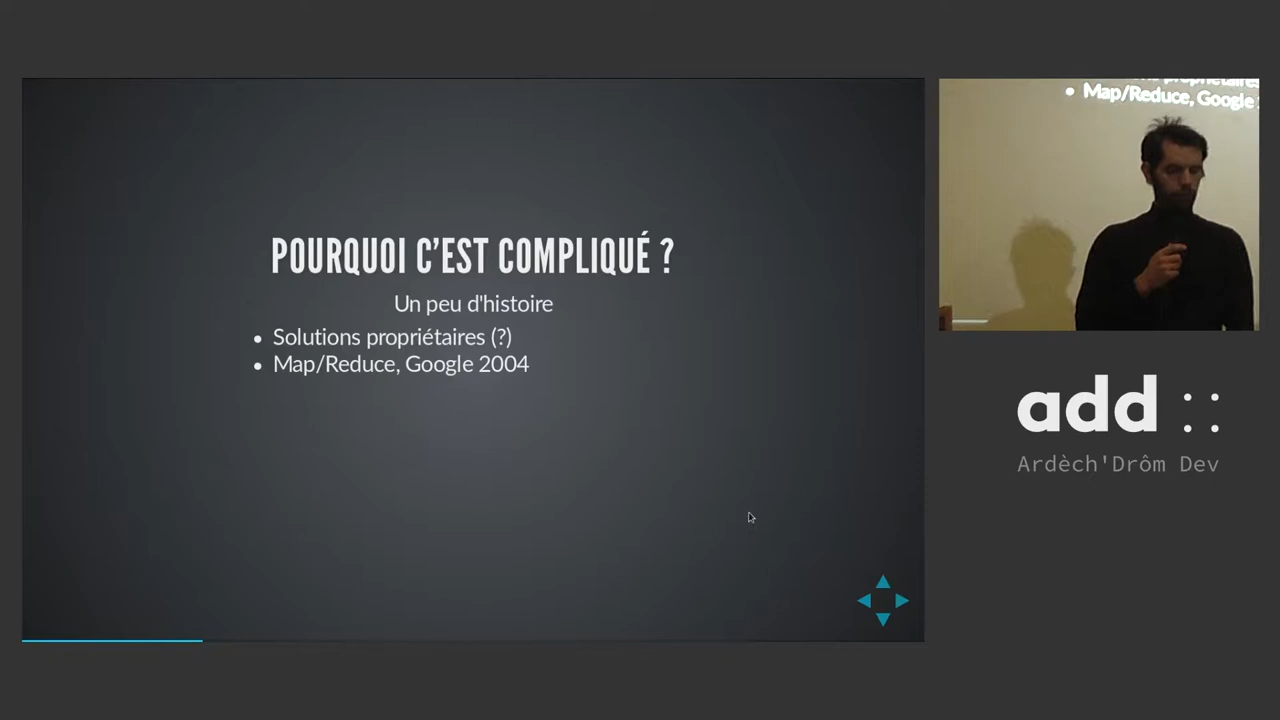 POURQUOI C'EST COMPLIQUÉ ?
Un peu d'histoire
• Solutions propriétaires (?)
• Map/Reduce, Google 2004
propriétaires
• Map/Reduce, Google
add ::
Ardèch'Drôm Dev